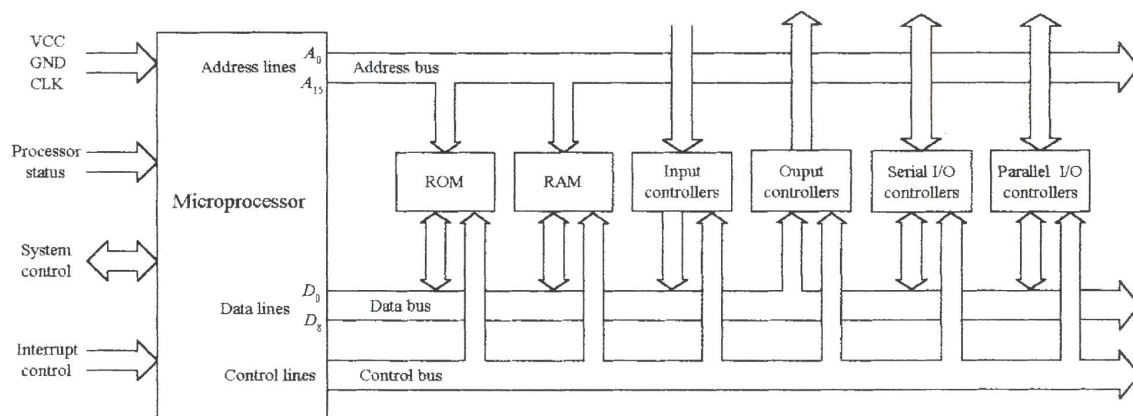 VCC
GND
CLK
Processor
status
System
control
Interrupt
control
Microprocessor
Address lines
A0
A15
Address bus
ROM
RAM
Input
controllers
Ouput
controllers
Serial I/O
controllers
Parallel I/O
controllers
Data lines
D0
D8
Data bus
Control lines
Control bus